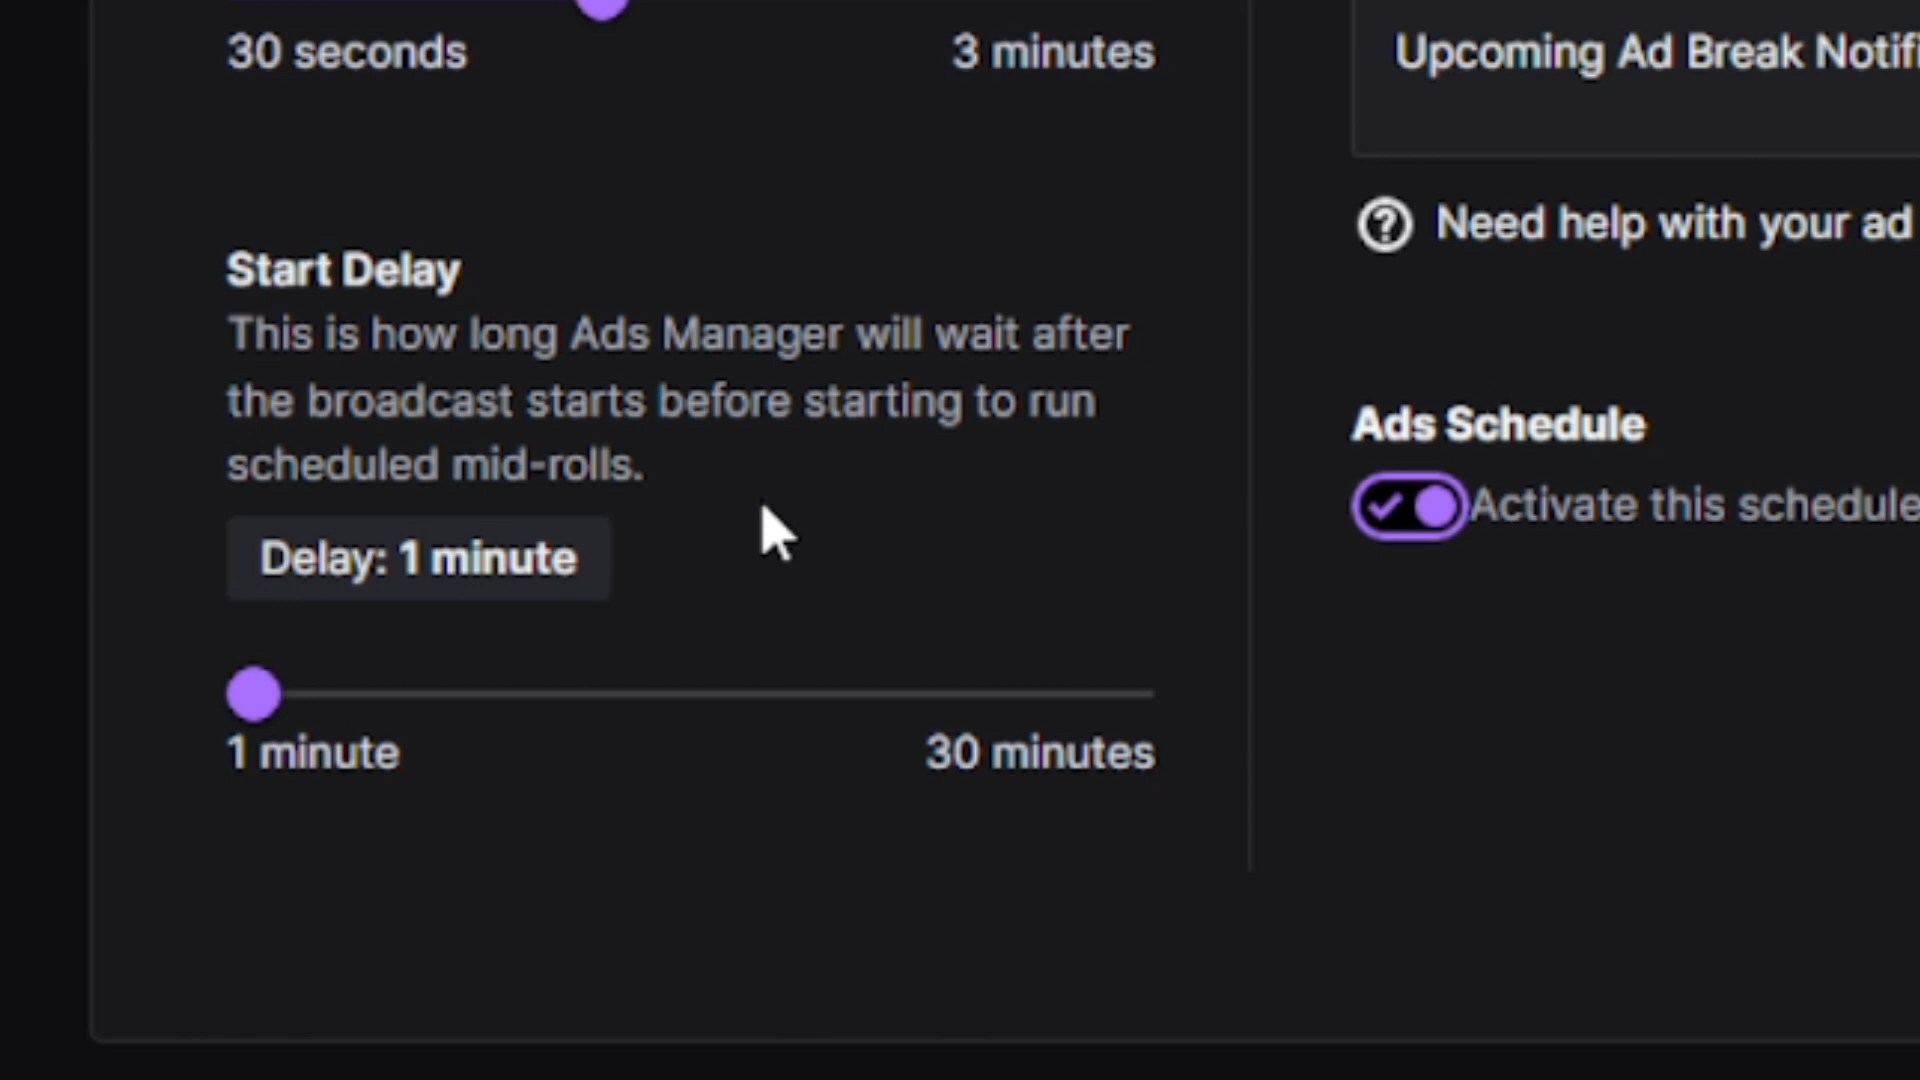 30 seconds
3 minutes
Start Delay
This is how long Ads Manager will wait after
the broadcast starts before starting to run
scheduled mid-rolls.
Delay: 1 minute
1 minute
30 minutes
Upcoming Ad Break Notifi
Need help with your ad
Ads Schedule
Activate this schedule